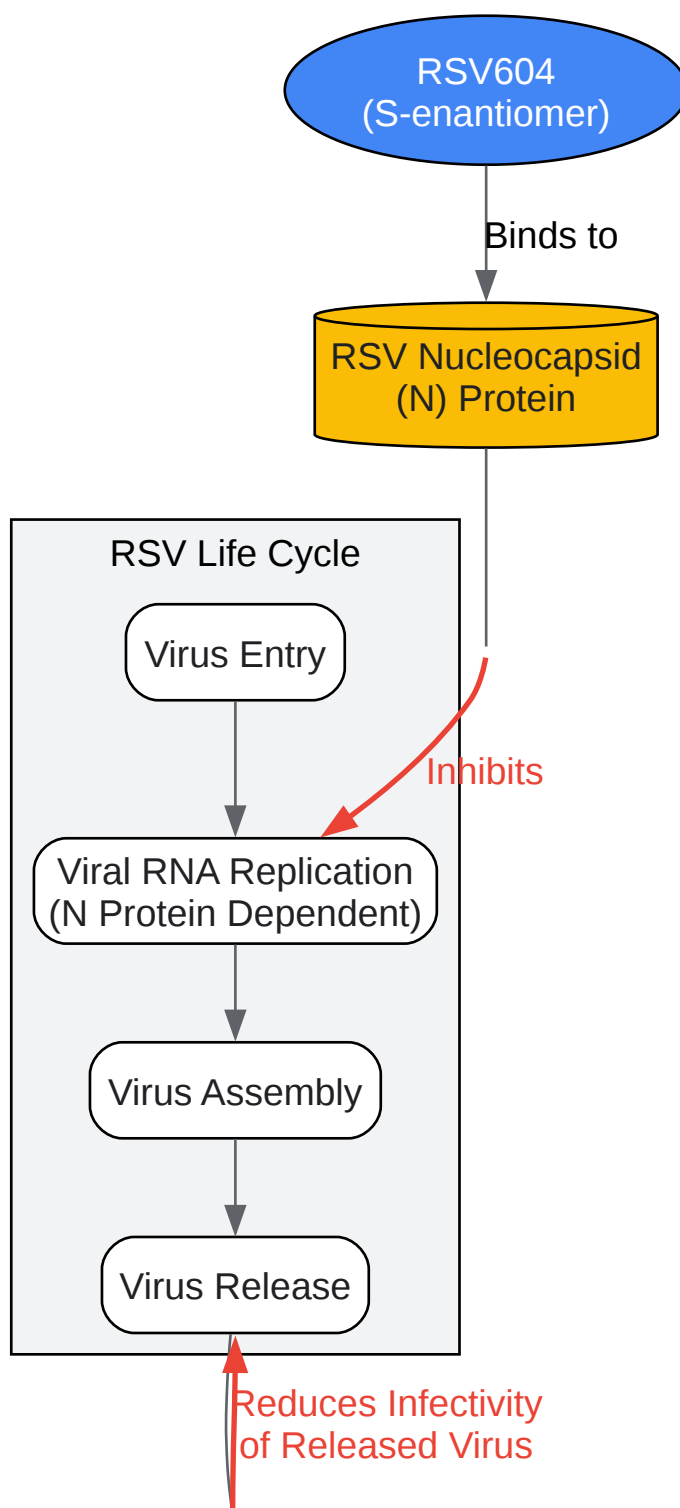 RSV604
(S-enantiomer)
Binds to
RSV Nucleocapsid
(N) Protein
RSV Life Cycle
Virus Entry
Inhibits
Viral RNA Replication
(N Protein Dependent)
Virus Assembly
Virus Release
Reduces Infectivity
of Released Virus